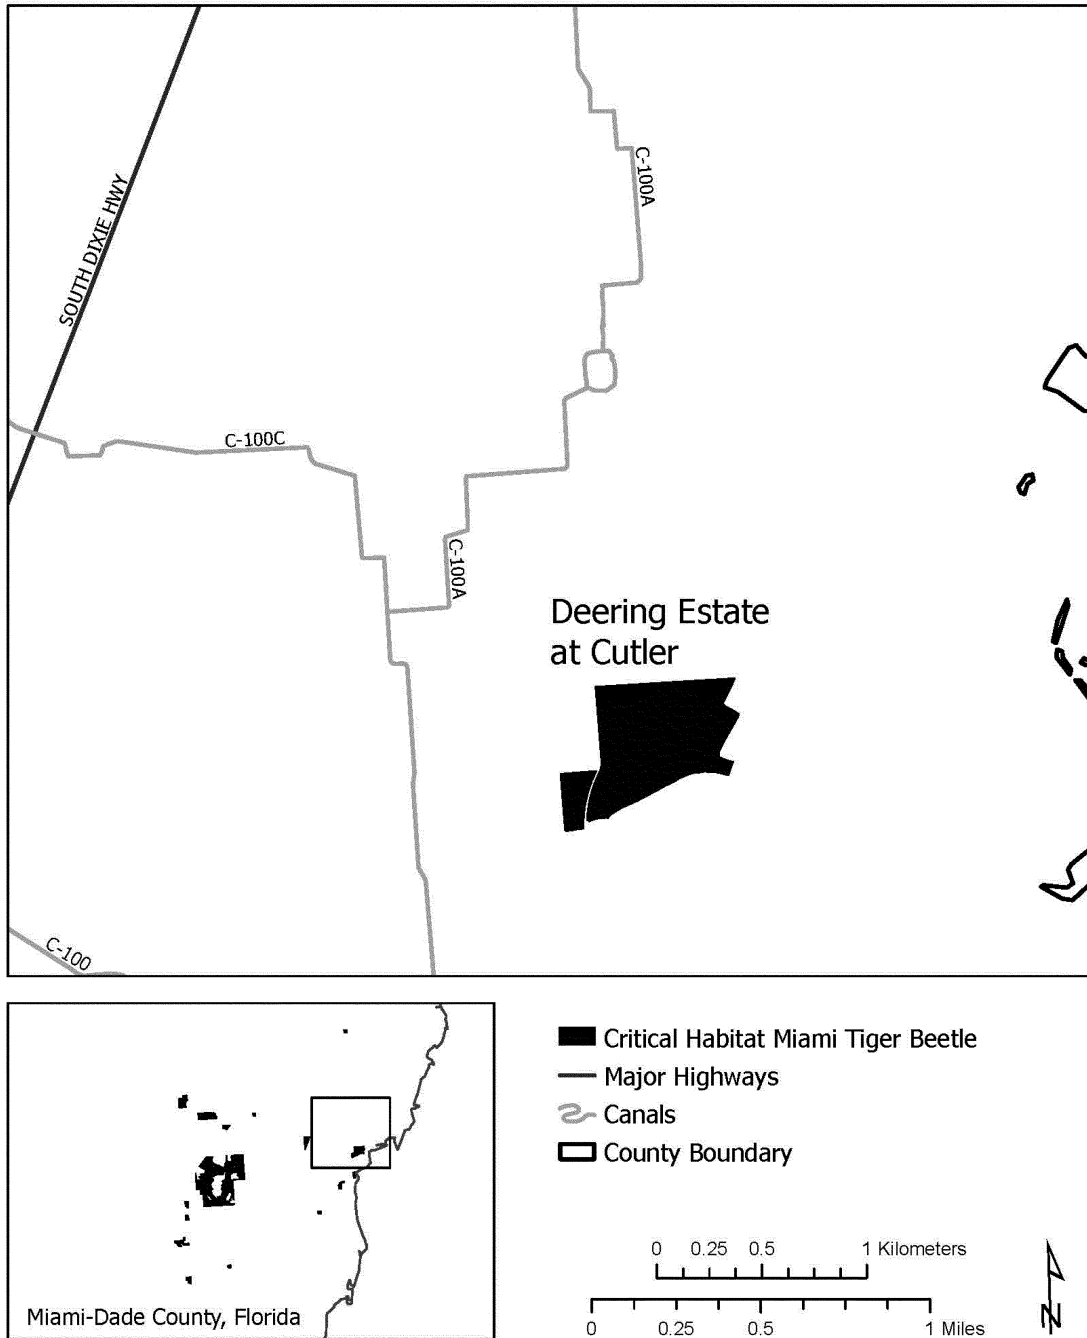 C-100A
SOUTH DIXIE HWY
C-100C
C-100A
Deering Estate
at Cutler
C-100
Miami-Dade County, Florida
Critical Habitat Miami Tiger Beetle
Major Highways
Canals
County Boundary
0 0.25 0.5 1 Kilometers
0 0.25 0.5 1 Miles
N